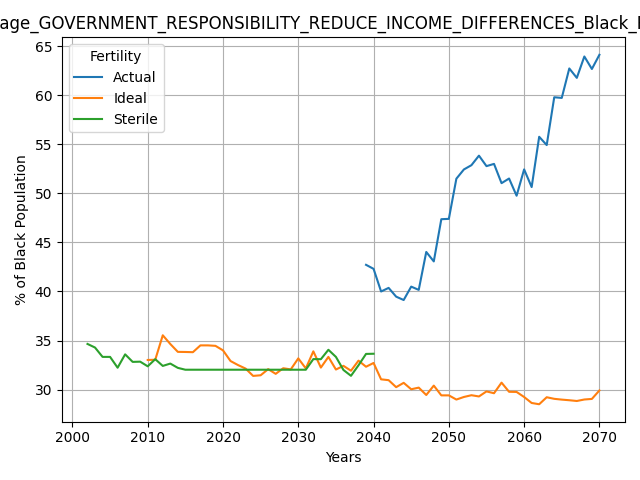 age_GOVERNMENT_RESPONSIBILITY_REDUCE_INCOME_DIFFERENCES_Black_
Fertility
Actual
Ideal
Sterile
% of Black Population
65
60
55
50
45
40
35
30
2000
2010
2020
2030
2040
2050
2060
2070
Years